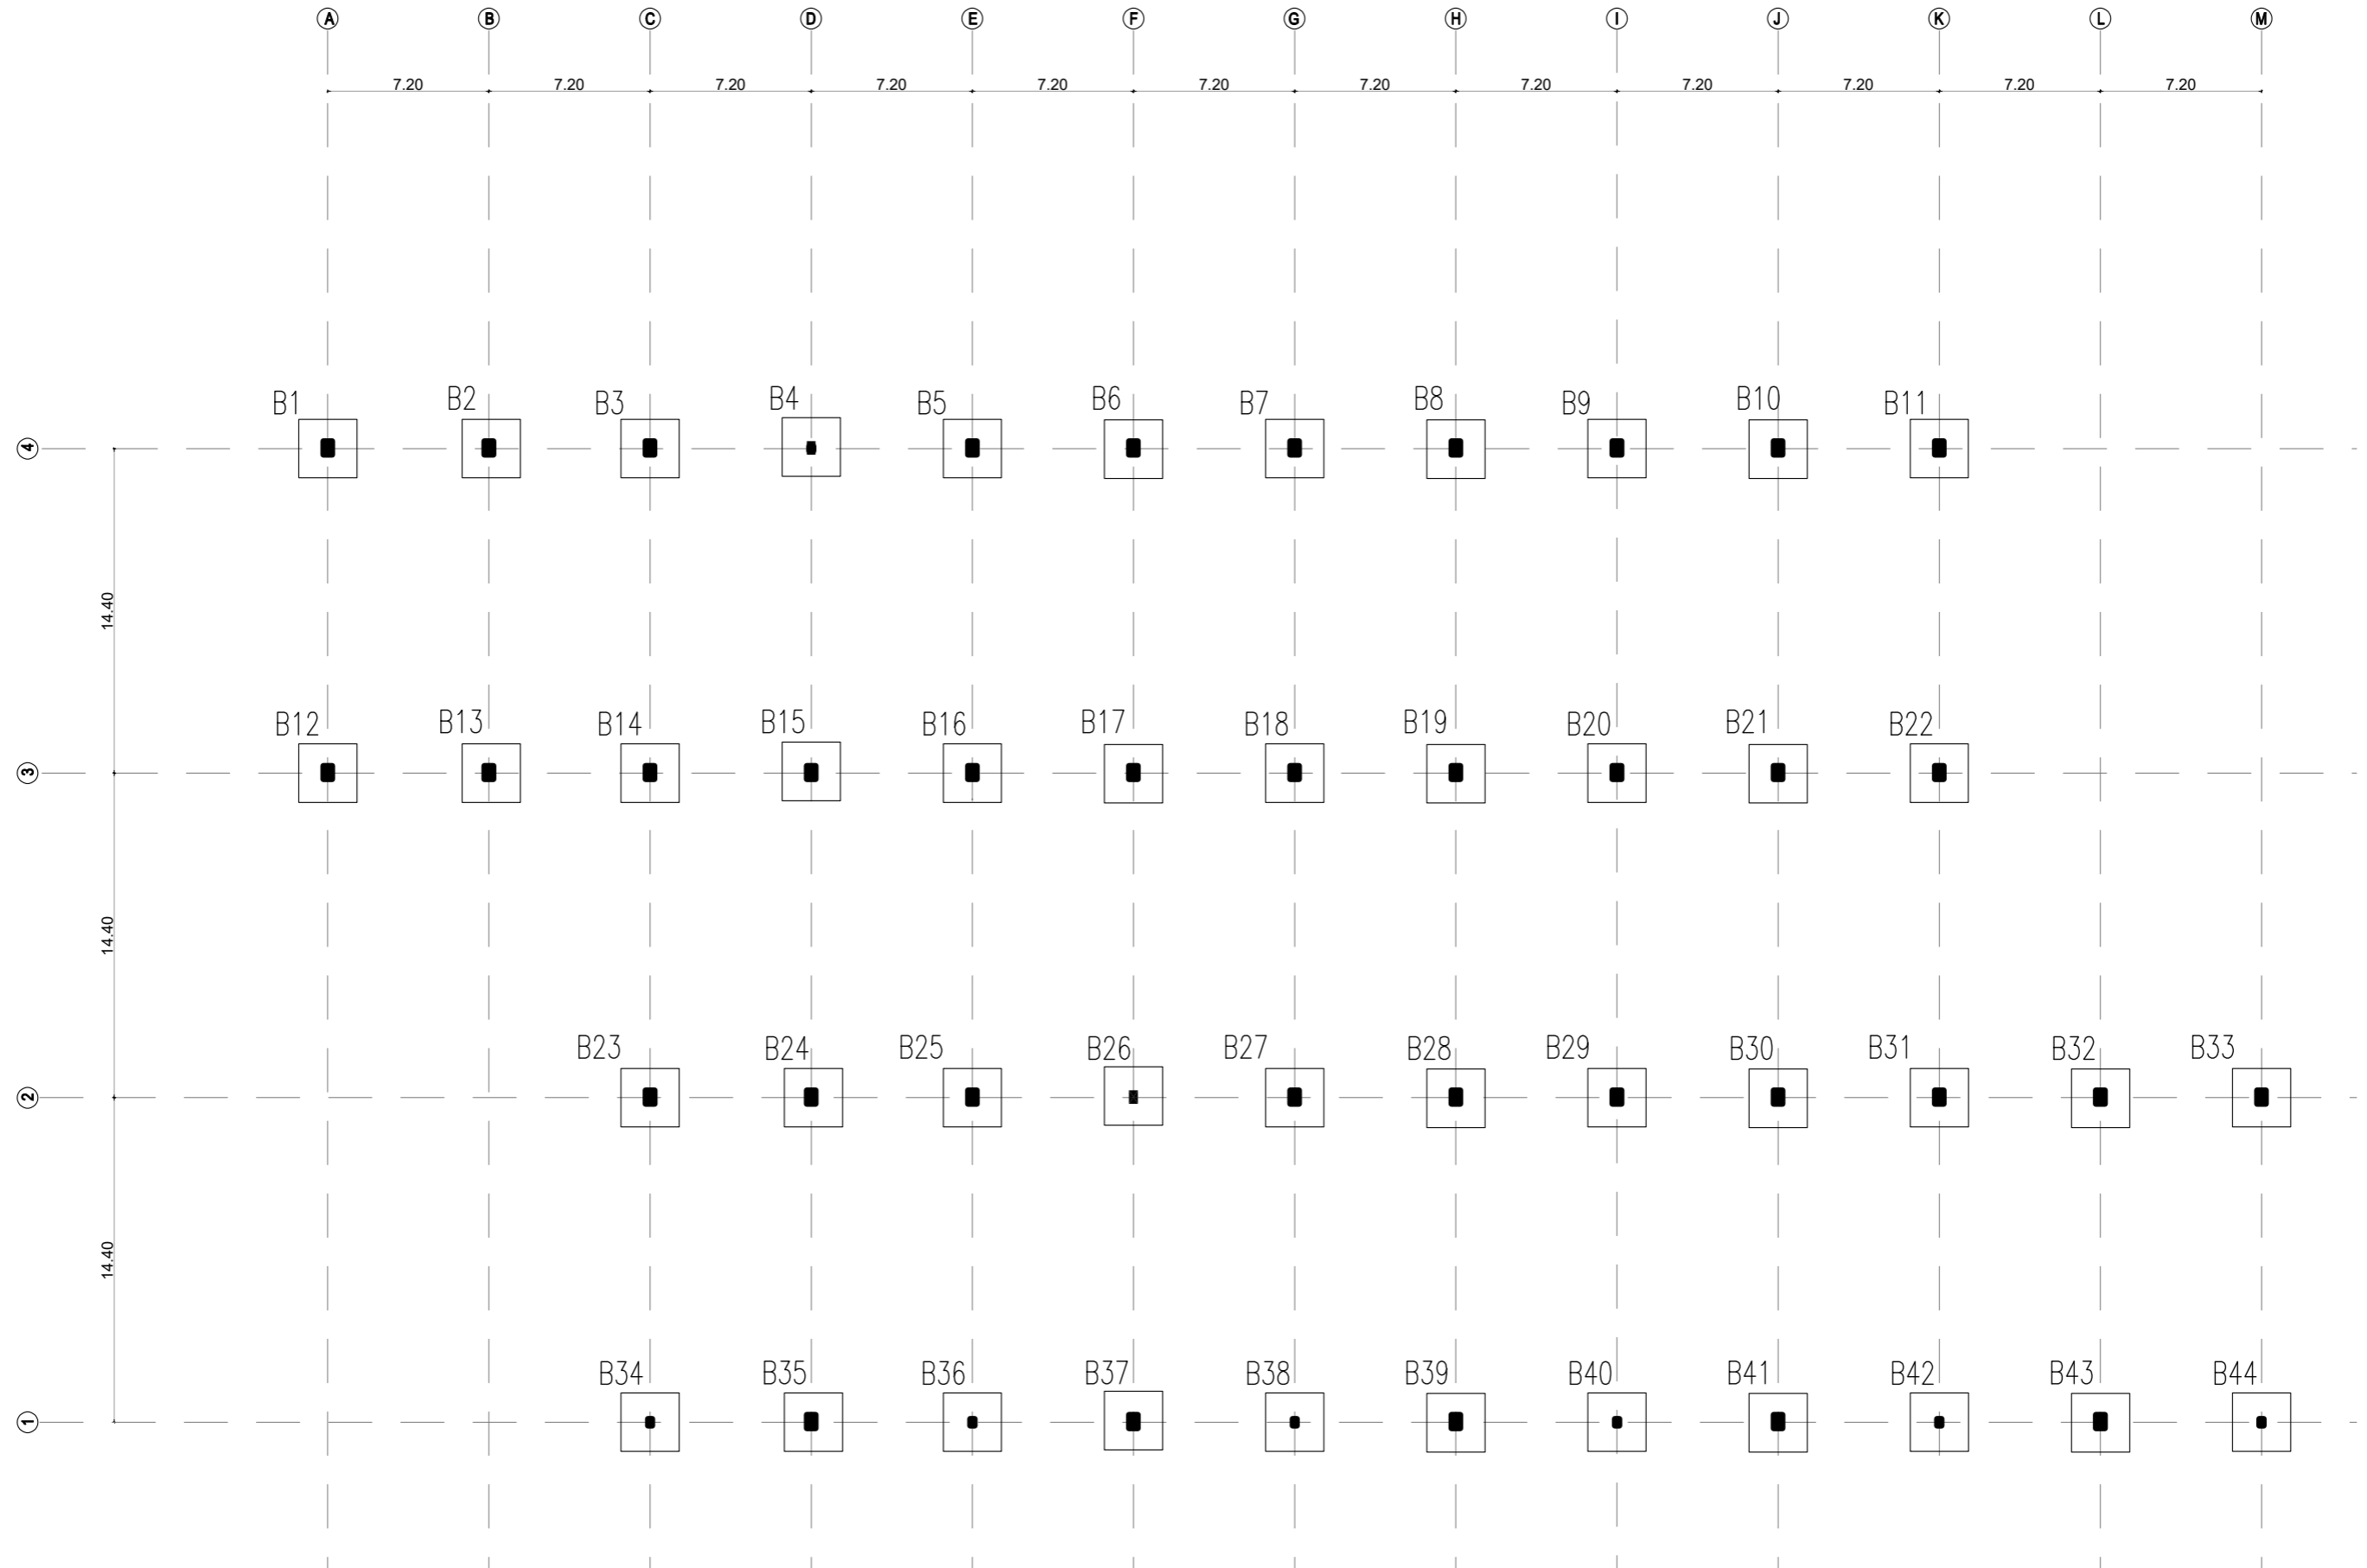 A B C D E F G H I J K L M
7.20 7.20 7.20 7.20 7.20 7.20 7.20 7.20 7.20 7.20 7.20 7.20
B1 B2 B3 B4 B5 B6 B7 B8 B9 B10 B11
4
14.40
B12 B13 B14 B15 B16 B17 B18 B19 B20 B21 B22
3
14.40
B23 B24 B25 B26 B27 B28 B29 B30 B31 B32 B33
2
14.40
B34 B35 B36 B37 B38 B39 B40 B41 B42 B43 B44
1